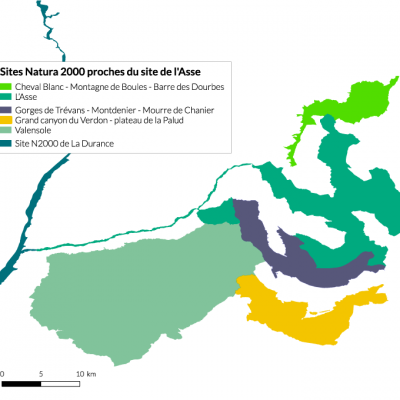 Sites Natura 2000 proches du site de l'Asse
Cheval Blanc - Montagne de Boules - Barre des Dourbes
L'Asse
Gorges de Trévans - Montdenier - Mourre de Chanier
Grand canyon du Verdon - plateau de la Palud
Valensole
Site N2000 de La Durance
0 5 10 km